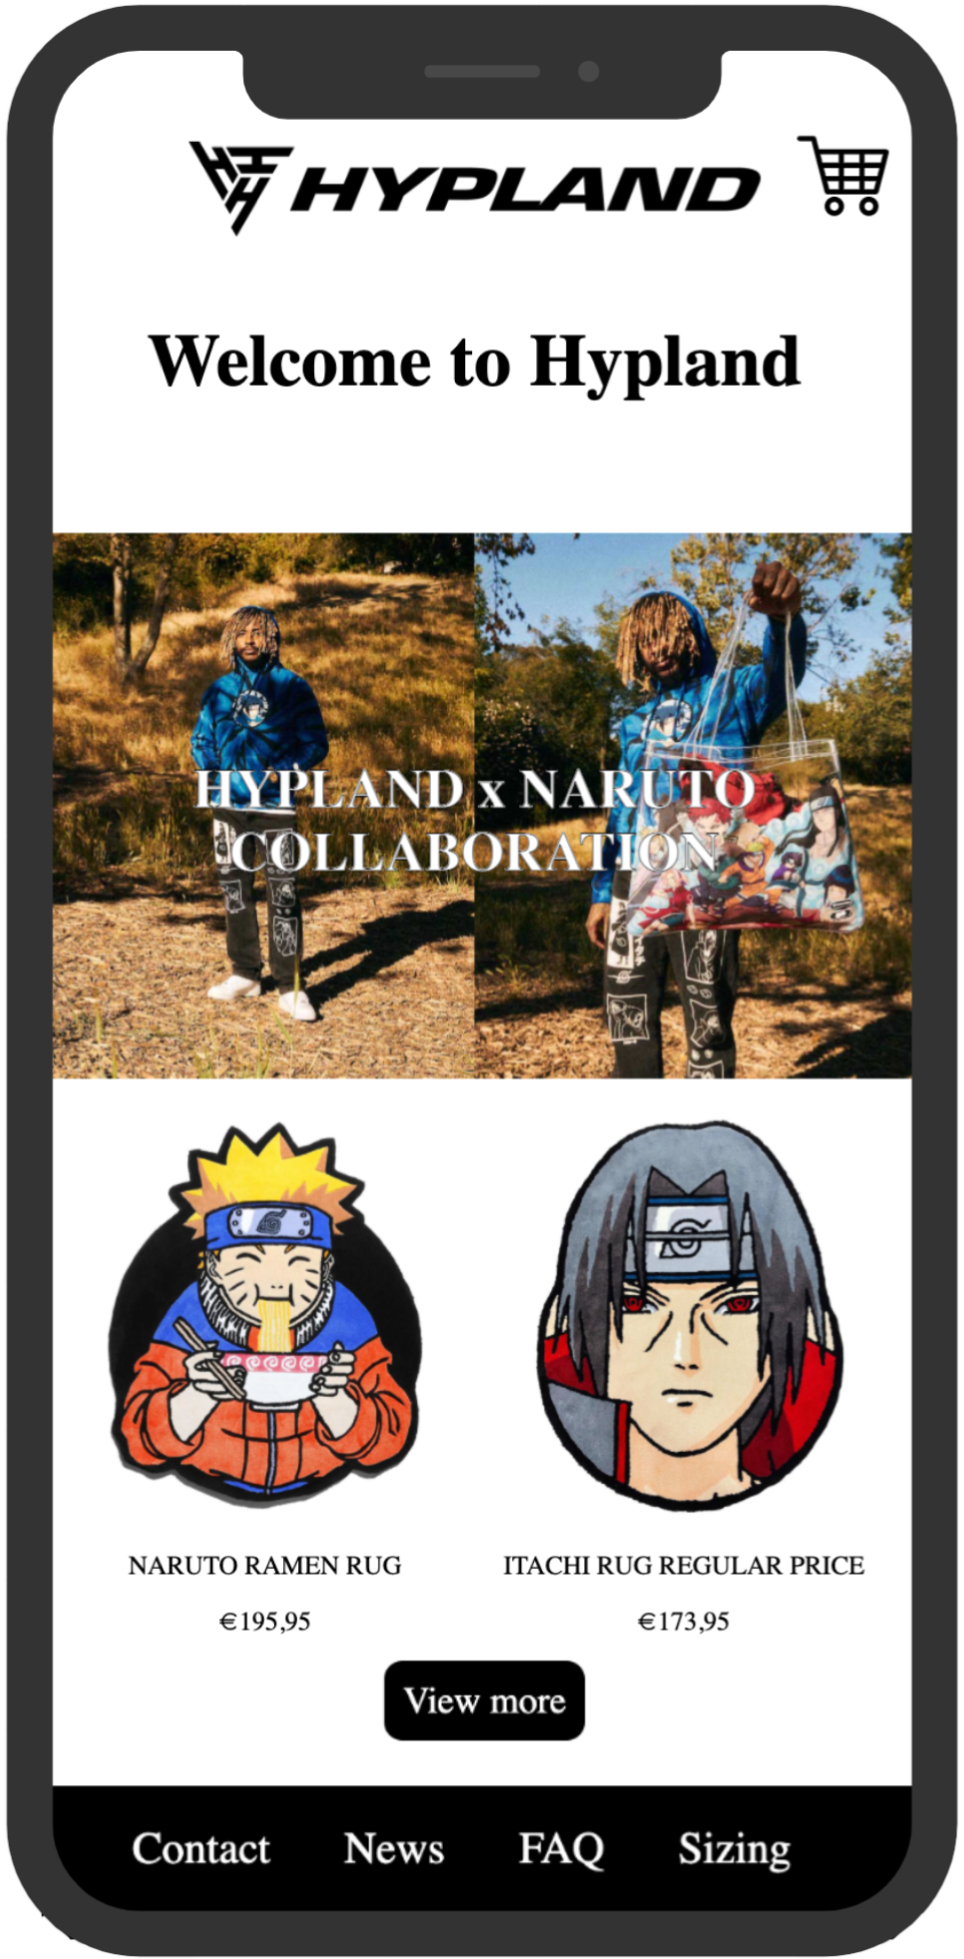 HYPLAND
Welcome to Hypland
HYPLAND x NARUTO
COLLABORATION
NARUTO RAMEN RUG
€195,95
ITACHI RUG REGULAR PRICE
€173,95
View more
Contact News FAQ Sizing